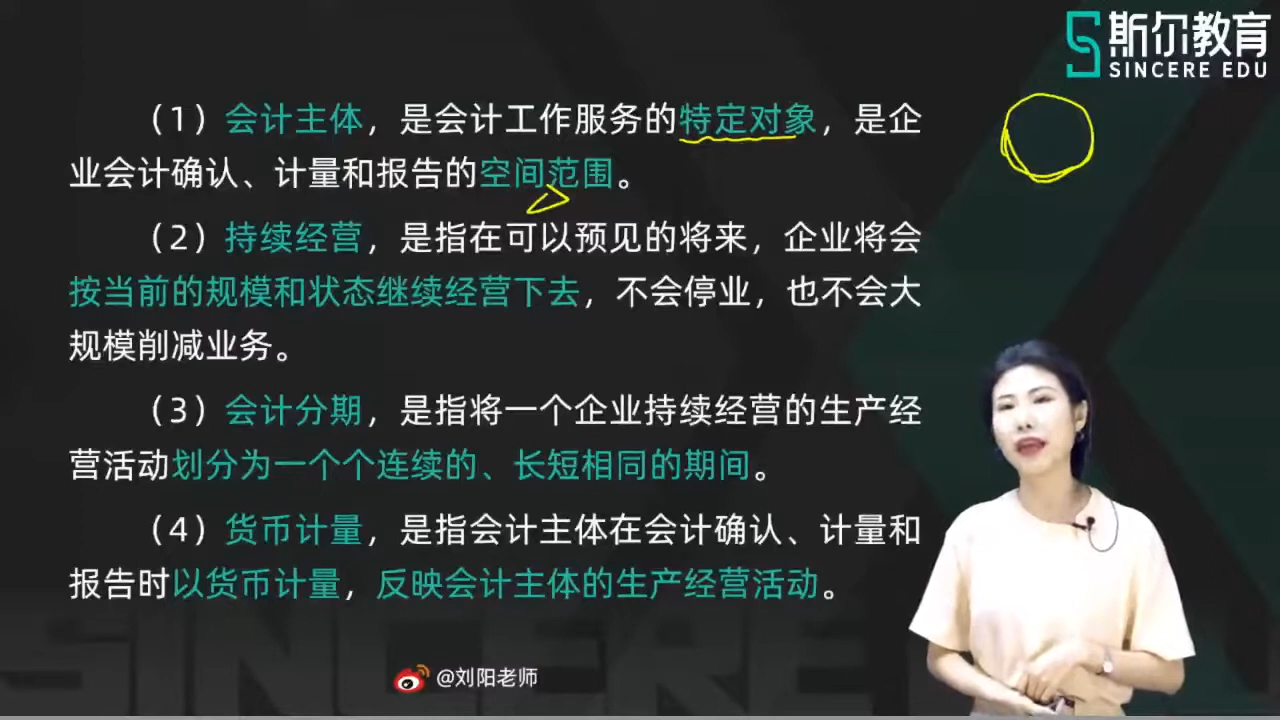 斯尔教育
SINCERE EDU
（1）会计主体，是会计工作服务的特定对象，是企
业会计确认、计量和报告的空间范围。
（2）持续经营，是指在可以预见的将来，企业将会
按当前的规模和状态继续经营下去，不会停业，也不会大
规模削减业务。
（3）会计分期，是指将一个企业持续经营的生产经
营活动划分为一个个连续的、长短相同的期间。
（4）货币计量，是指会计主体在会计确认、计量和
报告时以货币计量，反映会计主体的生产经营活动。
SINCERE
@刘阳老师